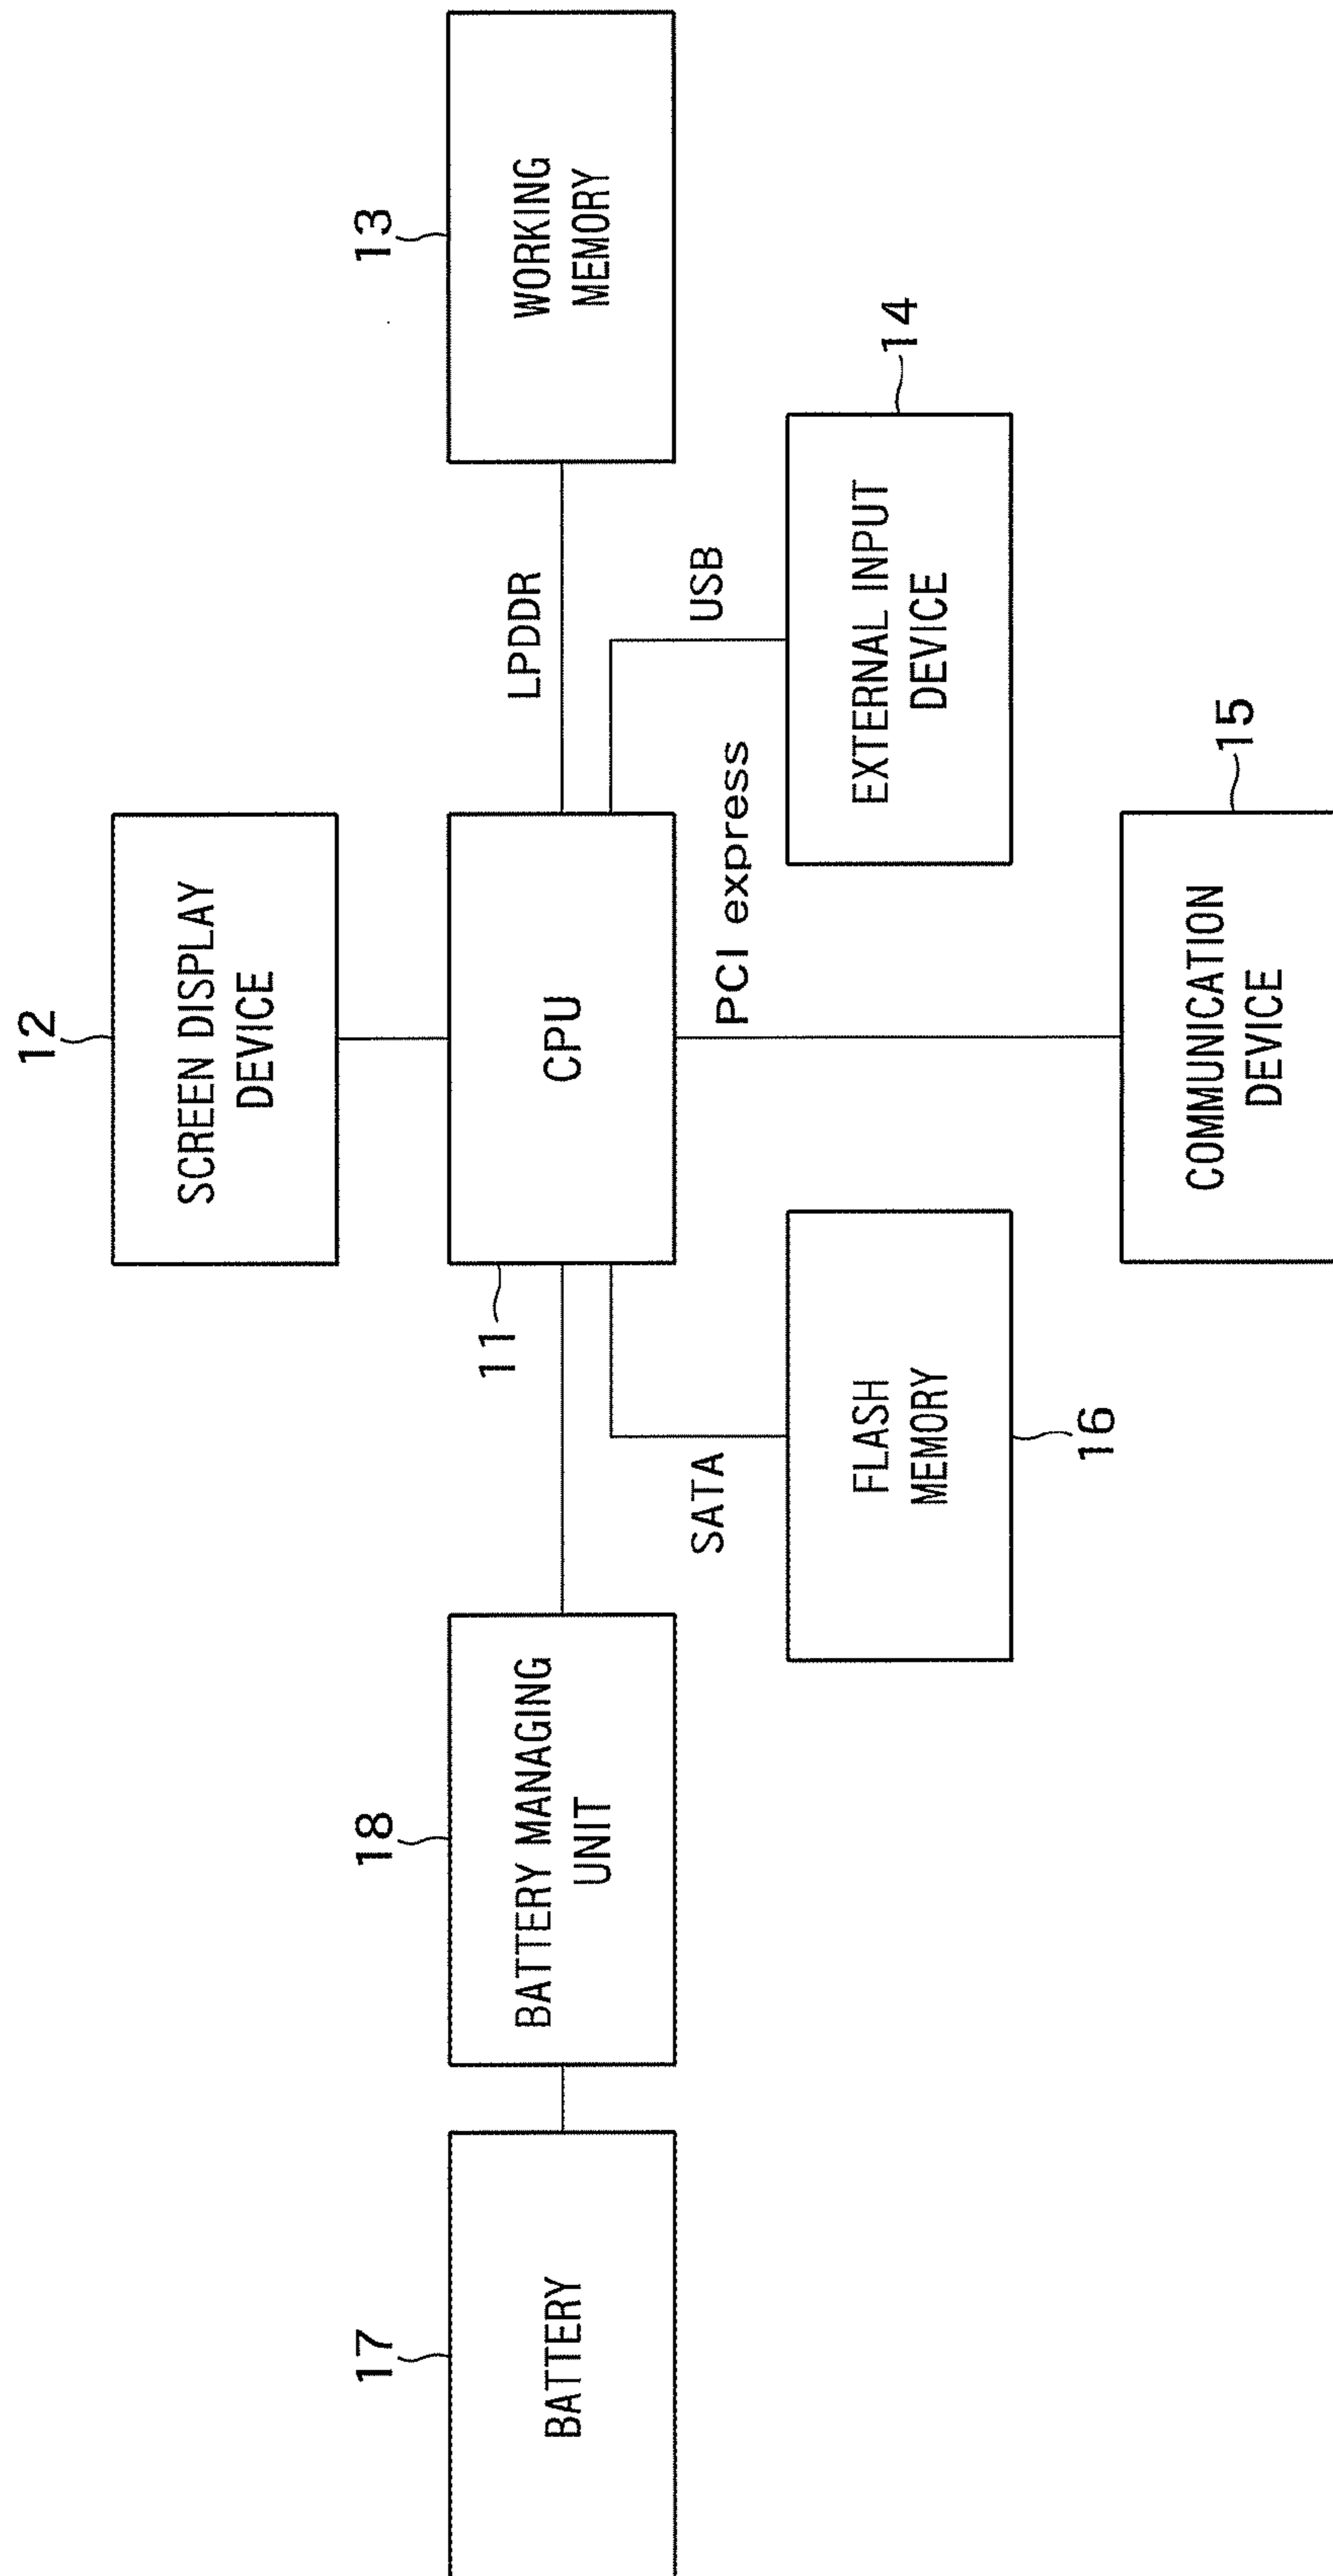 12
SCREEN DISPLAY
DEVICE
17
BATTERY
18
BATTERY MANAGING
UNIT
11
CPU
LPDDR
13
WORKING
MEMORY
SATA
PCI express
USB
FLASH
MEMORY
16
EXTERNAL INPUT
DEVICE
14
COMMUNICATION
DEVICE
15